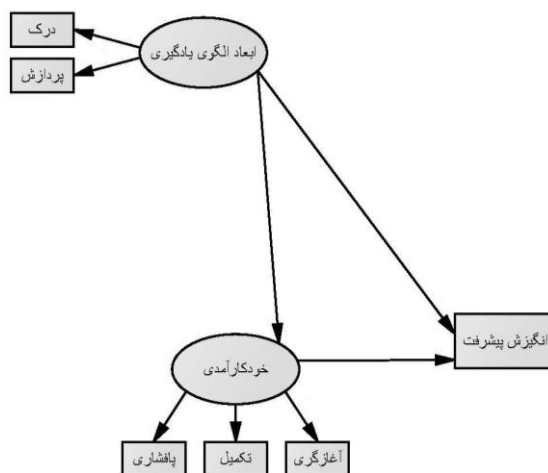 درک
ابعاد الگوی یادگیری
پردازش
انگیزش پیشرفت
خودکارآمدی
آغازگری
تکمیل
پافشاری